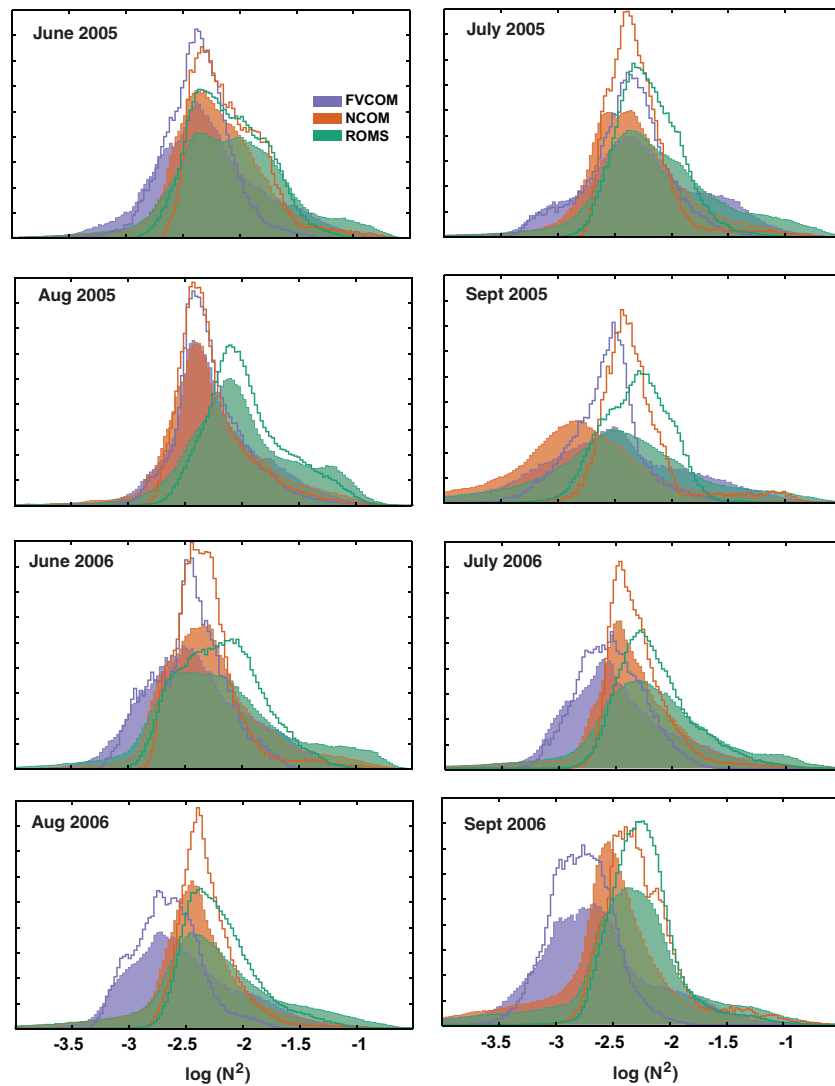 June 2005
FVCOM
NCOM
ROMS
July 2005
Aug 2005
Sept 2005
June 2006
July 2006
Aug 2006
Sept 2006
-3.5 -3 -2.5 -2 -1.5 -1
log (N²)
-3.5 -3 -2.5 -2 -1.5 -1
log (N²)